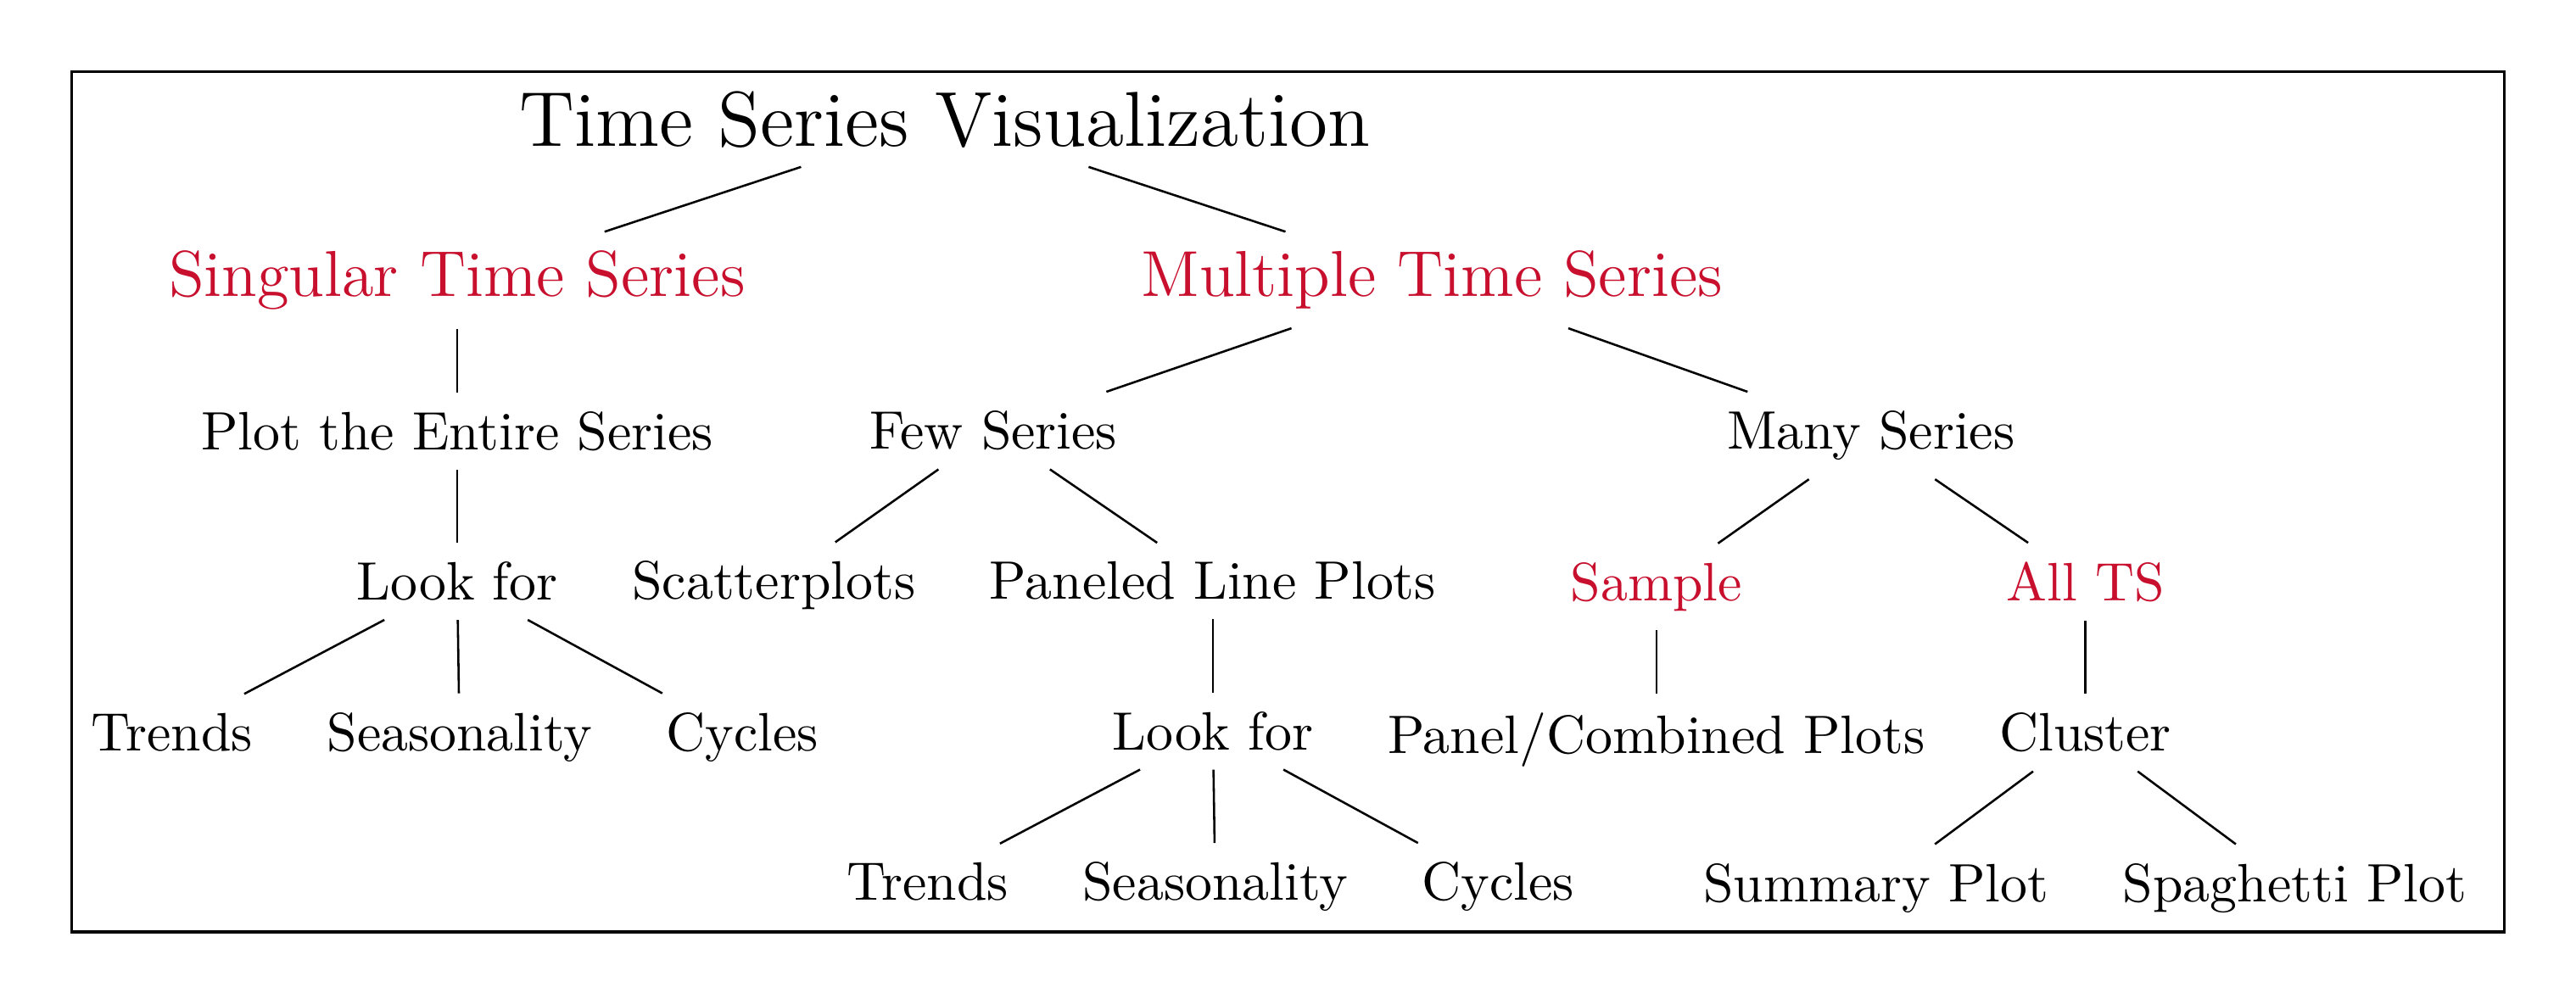 Time Series Visualization
Singular Time Series
Multiple Time Series
Plot the Entire Series
Few Series
Many Series
Look for
Scatterplots
Paneled Line Plots
Sample
All TS
Trends
Seasonality
Cycles
Look for
Panel/Combined Plots
Cluster
Trends
Seasonality
Cycles
Summary Plot
Spaghetti Plot